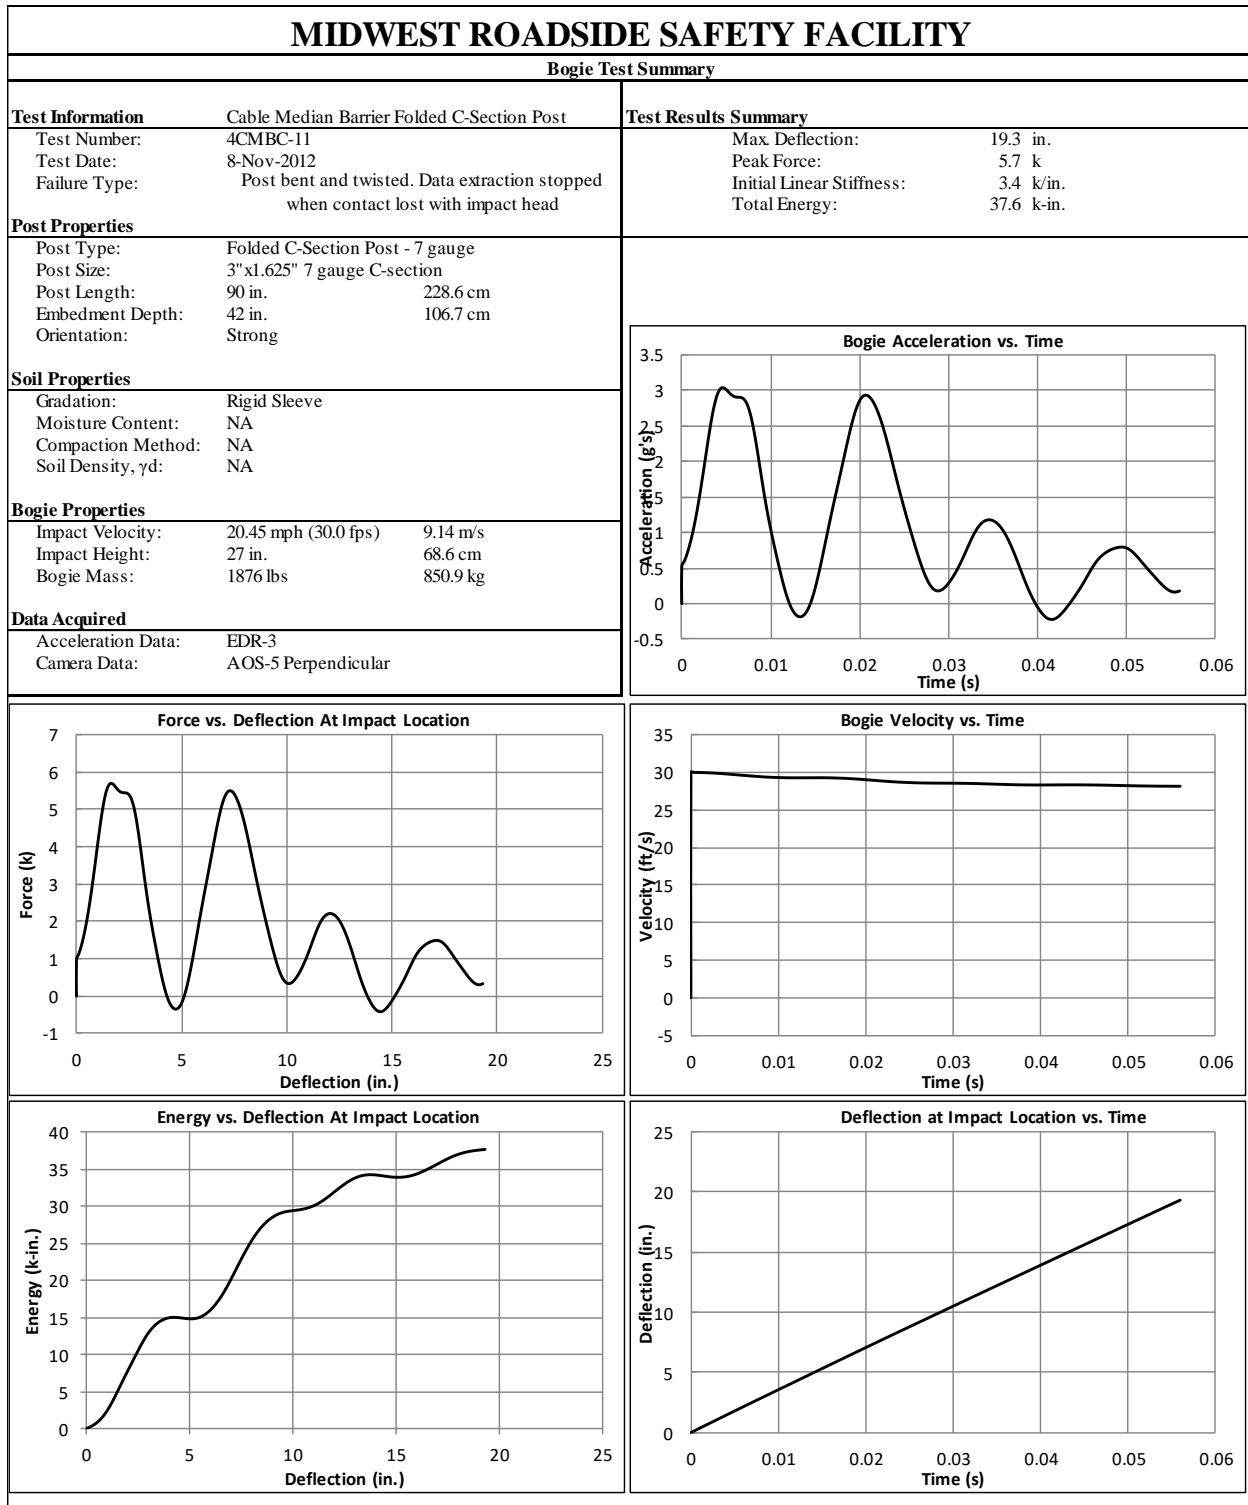 MIDWEST ROADSIDE SAFETY FACILITY
Bogie Test Summary
Test Information Cable Median Barrier Folded C-Section Post
Test Number: 4CMBC-11
Test Date: 8-Nov-2012
Failure Type: Post bent and twisted. Data extraction stopped
when contact lost with impact head
Post Properties
Post Type: Folded C-Section Post - 7 gauge
Post Size: 3"x1.625" 7 gauge C-section
Post Length: 90 in. 228.6 cm
Embedment Depth: 42 in. 106.7 cm
Orientation: Strong
Soil Properties
Gradation: Rigid Sleeve
Moisture Content: NA
Compaction Method: NA
Soil Density, γd: NA
Bogie Properties
Impact Velocity: 20.45 mph (30.0 fps) 9.14 m/s
Impact Height: 27 in. 68.6 cm
Bogie Mass: 1876 lbs 850.9 kg
Data Acquired
Acceleration Data: EDR-3
Camera Data: AOS-5 Perpendicular
Test Results Summary
Max. Deflection: 19.3 in.
Peak Force: 5.7 k
Initial Linear Stiffness: 3.4 k/in.
Total Energy: 37.6 k-in.
Bogie Acceleration vs. Time
Acceleration (g's)
3.5
3
2.5
2
1.5
1
0.5
0
-0.5
0 0.01 0.02 0.03 0.04 0.05 0.06
Time (s)
Force vs. Deflection At Impact Location
Force (k)
7
6
5
4
3
2
1
0
-1
0 5 10 15 20 25
Deflection (in.)
Bogie Velocity vs. Time
Velocity (ft/s)
35
30
25
20
15
10
5
0
-5
0 0.01 0.02 0.03 0.04 0.05 0.06
Time (s)
Energy vs. Deflection At Impact Location
Energy (k-in.)
40
35
30
25
20
15
10
5
0
0 5 10 15 20 25
Deflection (in.)
Deflection at Impact Location vs. Time
Deflection (in.)
25
20
15
10
5
0
0 0.01 0.02 0.03 0.04 0.05 0.06
Time (s)